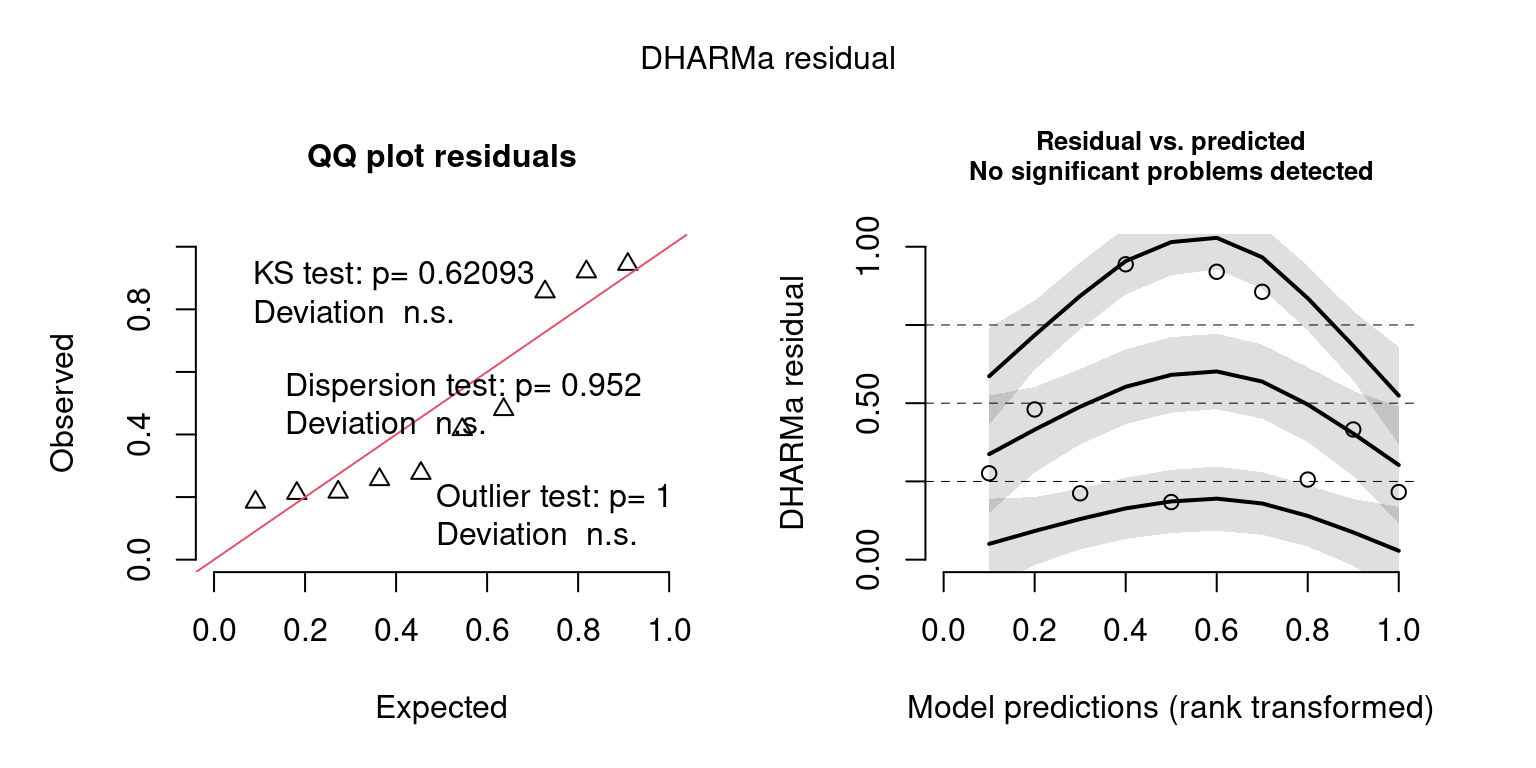 DHARMa residual
QQ plot residuals
KS test: p= 0.62093
Deviation n.s.
Dispersion test: p= 0.952
Deviation n.s.
Outlier test: p= 1
Deviation n.s.
Observed
0.0 0.4 0.8
0.0 0.2 0.4 0.6 0.8 1.0
Expected
Residual vs. predicted
No significant problems detected
DHARMa residual
0.00 0.50 1.00
0.0 0.2 0.4 0.6 0.8 1.0
Model predictions (rank transformed)